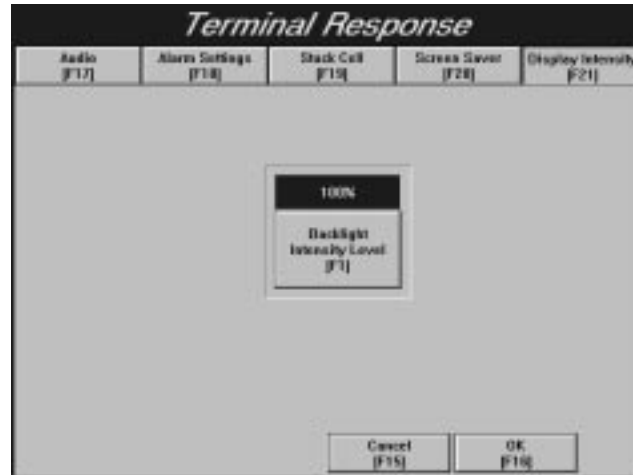 Terminal Response
Audio
[F17]
Alarm Settings
[F18]
Stuck Cell
[F19]
Screen Saver
[F20]
Display Intensity
[F21]
100%
Backlight
Intensity Level
[F1]
Cancel
[F15]
OK
[F16]